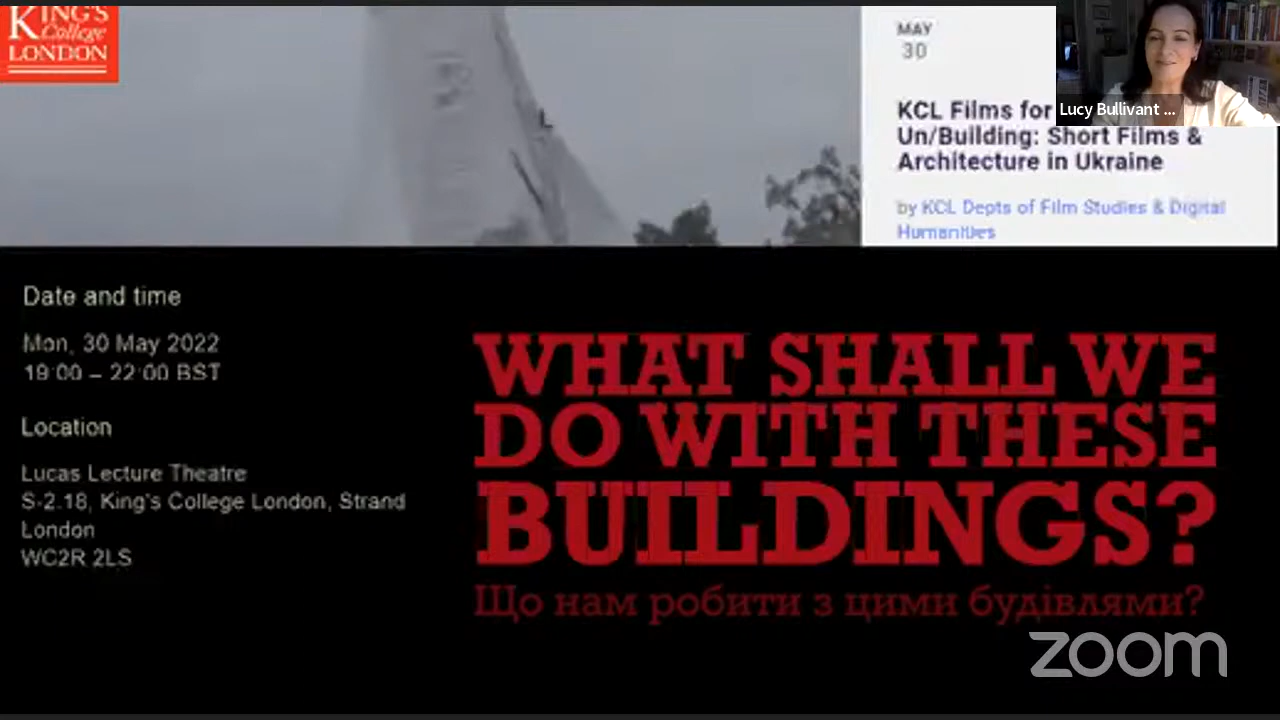 KING'S
College
LONDON
MAY
30
KCL Films for
Un/Building: Short Films &
Architecture in Ukraine
by KCL Depts of Film Studies & Digital
Humanities
Lucy Bullivant ...
Date and time
Mon, 30 May 2022
19:00 – 22:00 BST
Location
Lucas Lecture Theatre
S-2.18, King's College London, Strand
London
WC2R 2LS
WHAT SHALL WE
DO WITH THESE
BUILDINGS?
Що нам робити з цими будівлями?
zoom